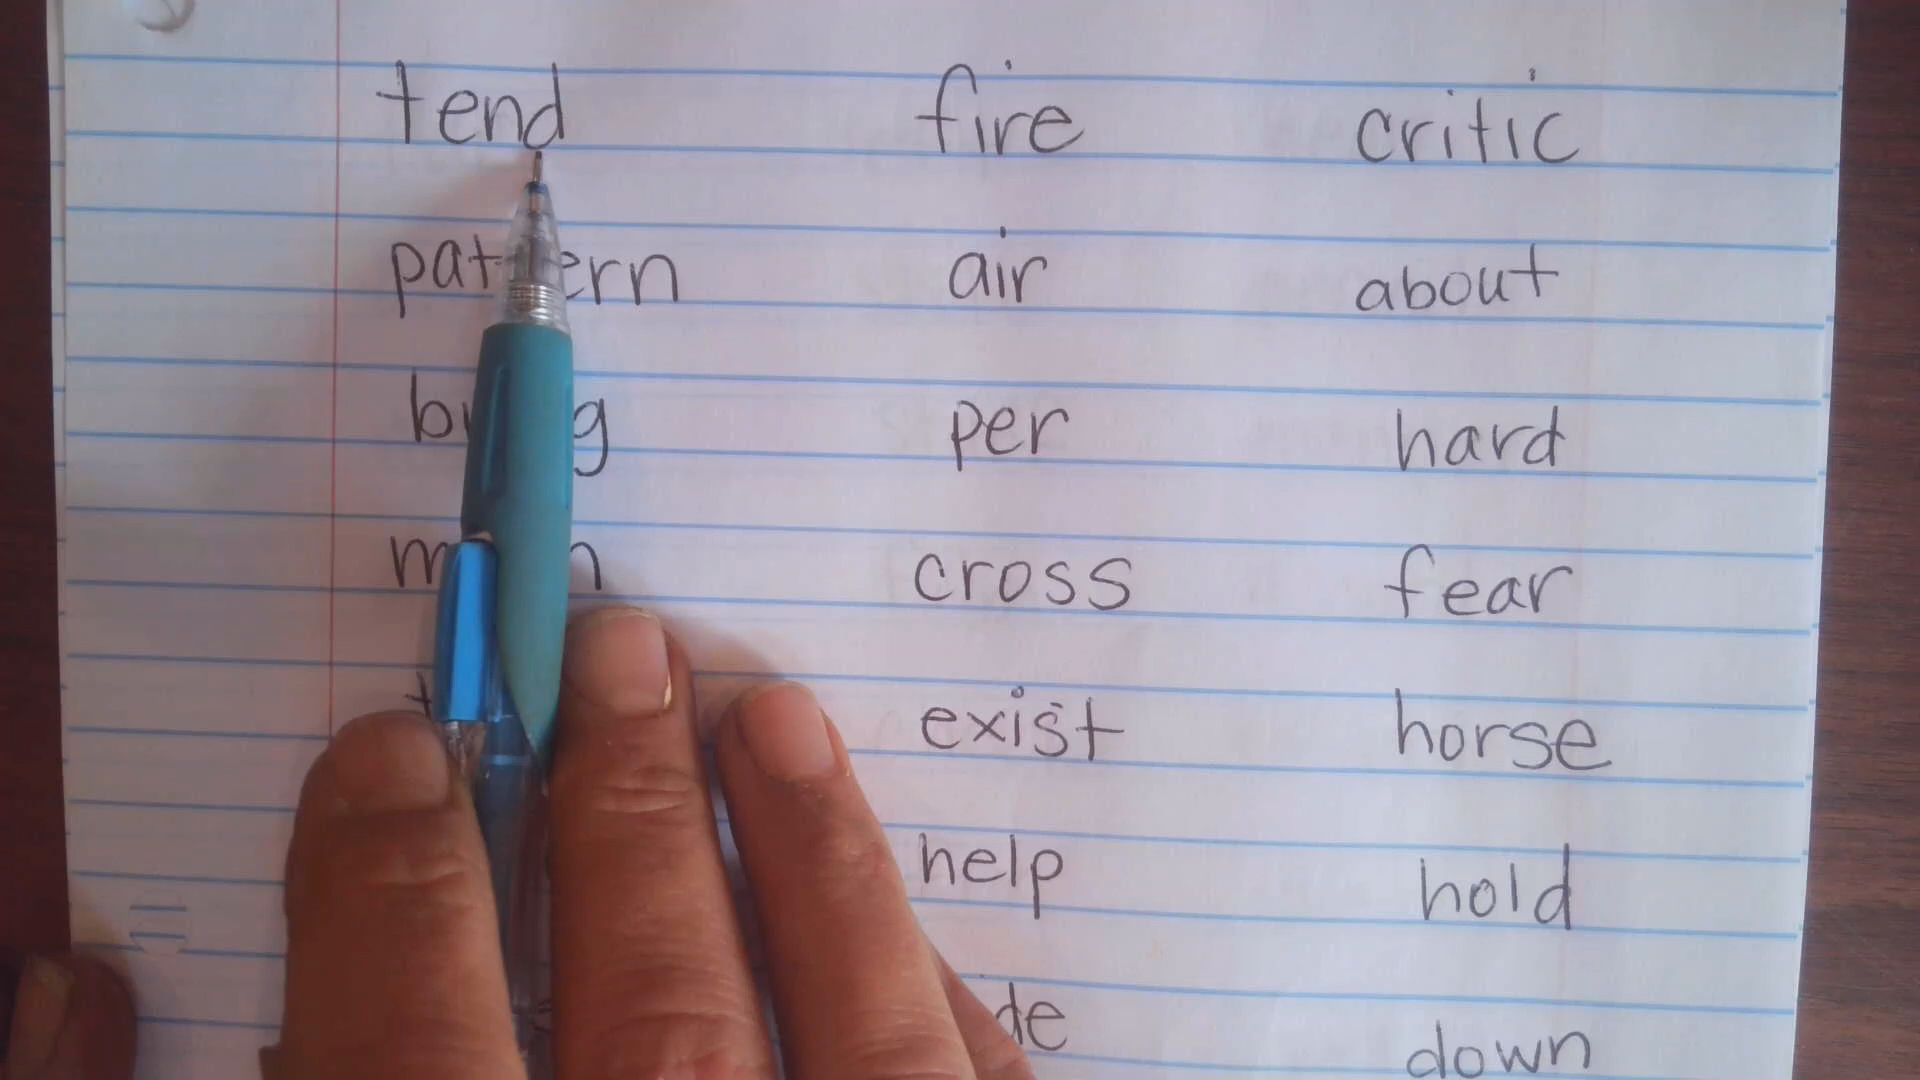 tend fire critic
pattern air about
per hard
cross fear
exist horse
help hold
down